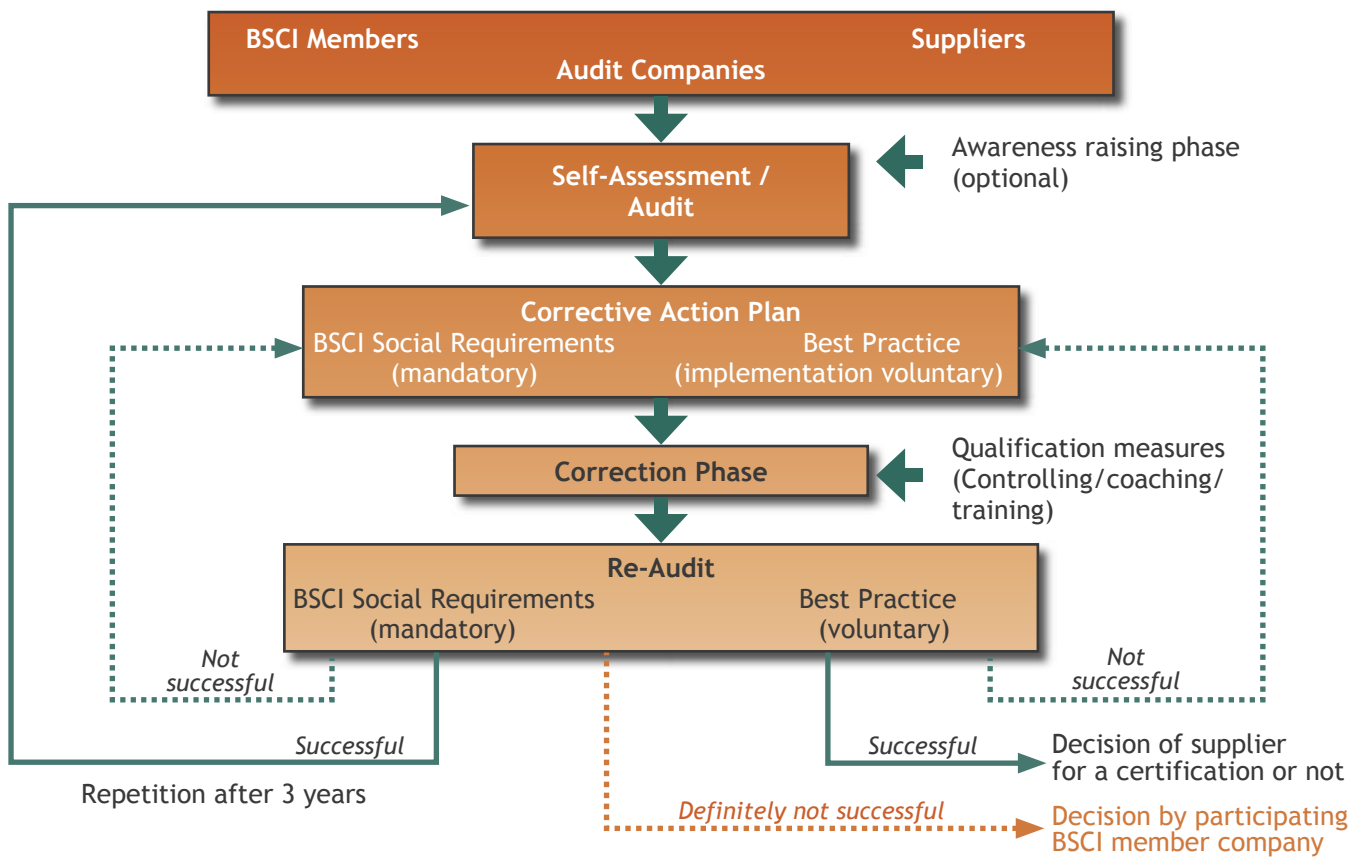 BSCI Members
Suppliers
Audit Companies
Self-Assessment /
Audit
Awareness raising phase
(optional)
Corrective Action Plan
BSCI Social Requirements
(mandatory)
Best Practice
(implementation voluntary)
Correction Phase
Qualification measures
(Controlling/coaching/
training)
Re-Audit
BSCI Social Requirements
(mandatory)
Best Practice
(voluntary)
Not
successful
Not
successful
Successful
Successful
Decision of supplier
for a certification or not
Repetition after 3 years
Definitely not successful
Decision by participating
BSCI member company